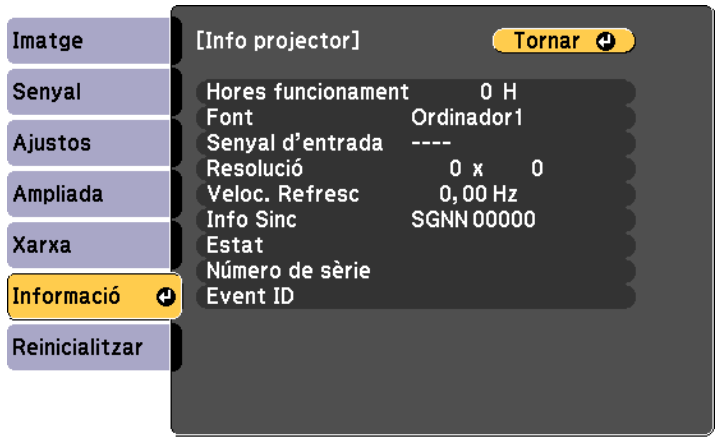 Imatge
Senyal
Ajustos
Ampliada
Xarxa
Informació
Reinicialitzar
[Info projector] Tornar
Hores funcionament 0 H
Font Ordinador1
Senyal d'entrada ----
Resolució 0 x 0
Veloc. Refresc 0,00 Hz
Info Sinc SGNN 00000
Estat
Número de sèrie
Event ID